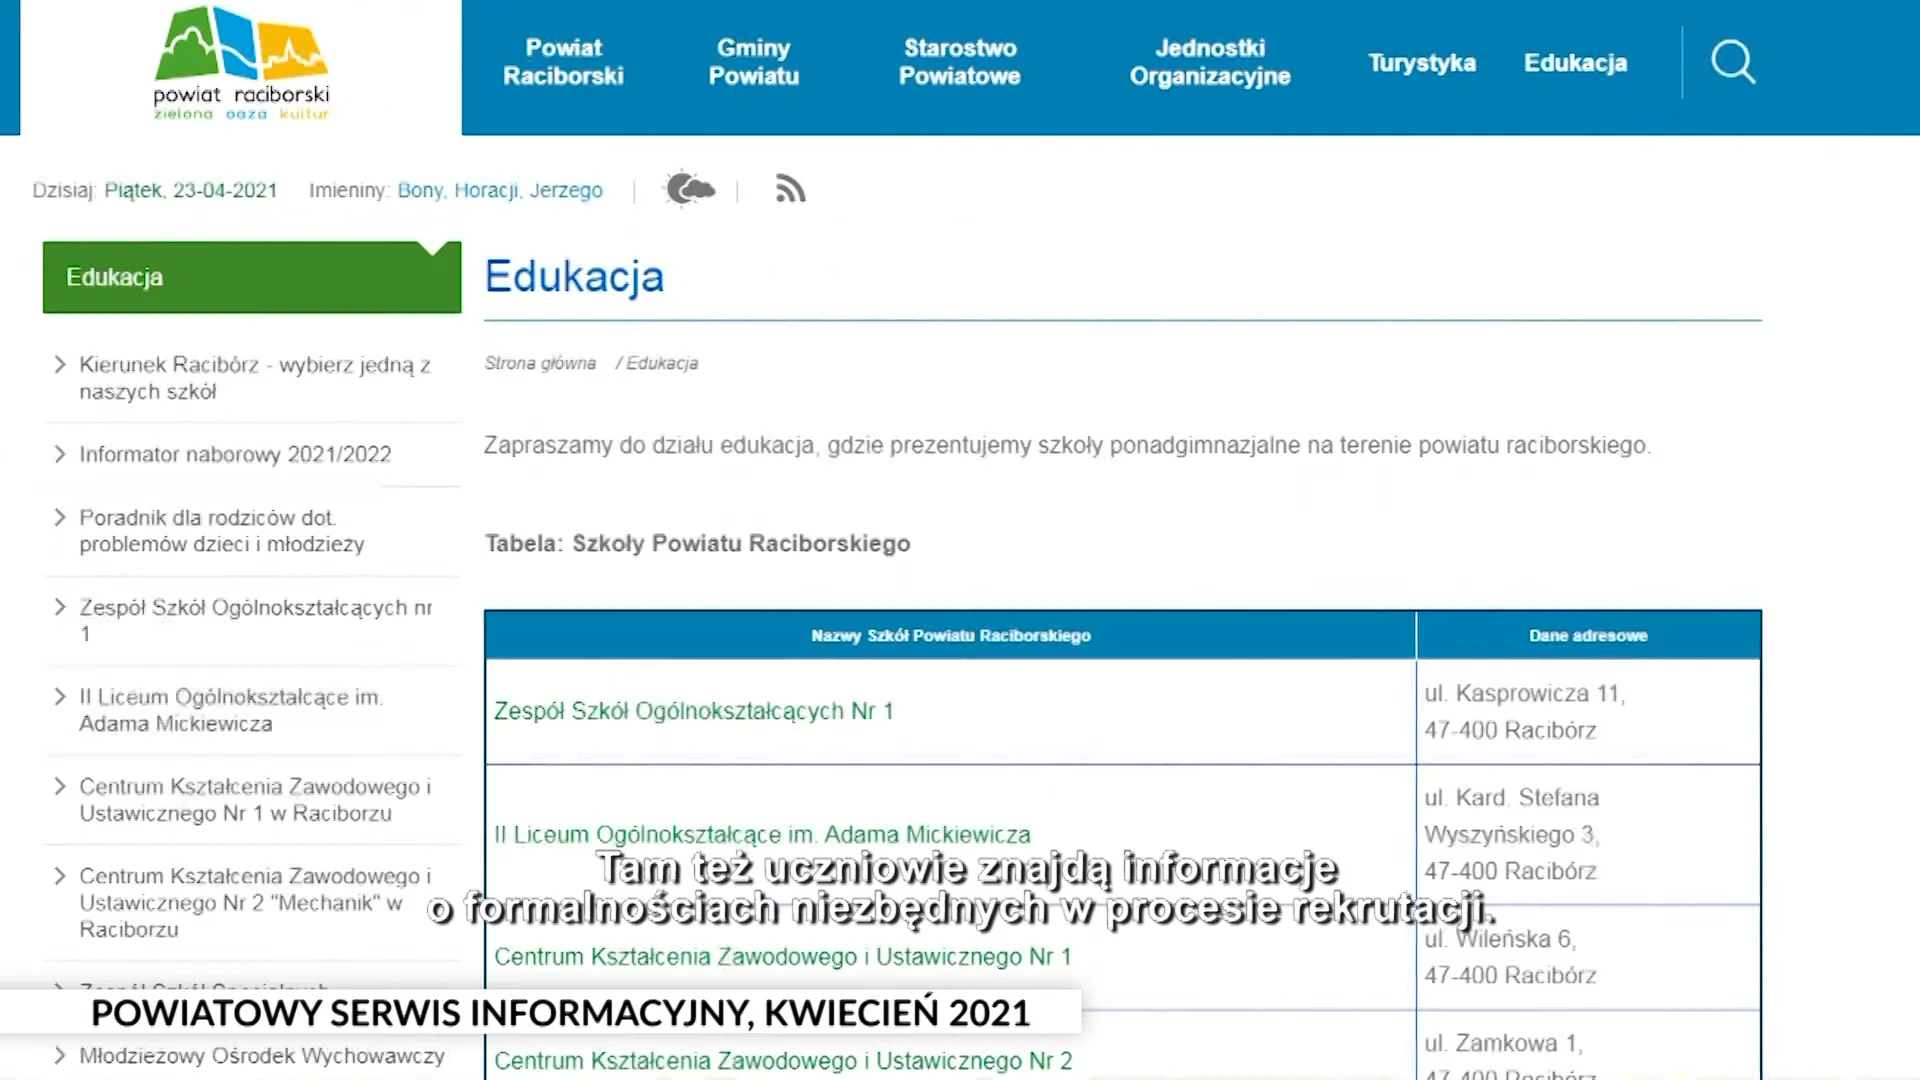 powiat raciborski
zielona oaza kultur
Powiat
Raciborski
Gminy
Powiatu
Starostwo
Powiatowe
Jednostki
Organizacyjne
Turystyka
Edukacja
Dzisiaj: Piątek, 23-04-2021 Imieniny: Bony, Horacji, Jerzego
Edukacja
Kierunek Racibórz - wybierz jedną z
naszych szkół
Informator naborowy 2021/2022
Poradnik dla rodziców dot.
problemów dzieci i młodzieży
Zespół Szkół Ogólnokształcących nr
1
II Liceum Ogólnokształcące im.
Adama Mickiewicza
Centrum Kształcenia Zawodowego i
Ustawicznego Nr 1 w Raciborzu
Centrum Kształcenia Zawodowego i
Ustawicznego Nr 2 "Mechanik" w
Raciborzu
Młodzieżowy Ośrodek Wychowawczy
Edukacja
Strona główna / Edukacja
Zapraszamy do działu edukacja, gdzie prezentujemy szkoły ponadgimnazjalne na terenie powiatu raciborskiego.
Tabela: Szkoły Powiatu Raciborskiego
Nazwy Szkół Powiatu Raciborskiego
Dane adresowe
Zespół Szkół Ogólnokształcących Nr 1
ul. Kasprowicza 11,
47-400 Racibórz
II Liceum Ogólnokształcące im. Adama Mickiewicza
ul. Kard. Stefana
Wyszyńskiego 3,
47-400 Racibórz
Centrum Kształcenia Zawodowego i Ustawicznego Nr 1
ul. Wileńska 6,
47-400 Racibórz
Centrum Kształcenia Zawodowego i Ustawicznego Nr 2
ul. Zamkowa 1,
Tam też uczniowie znajdą informacje
o formalnościach niezbędnych w procesie rekrutacji.
POWIATOWY SERWIS INFORMACYJNY, KWIECIEŃ 2021